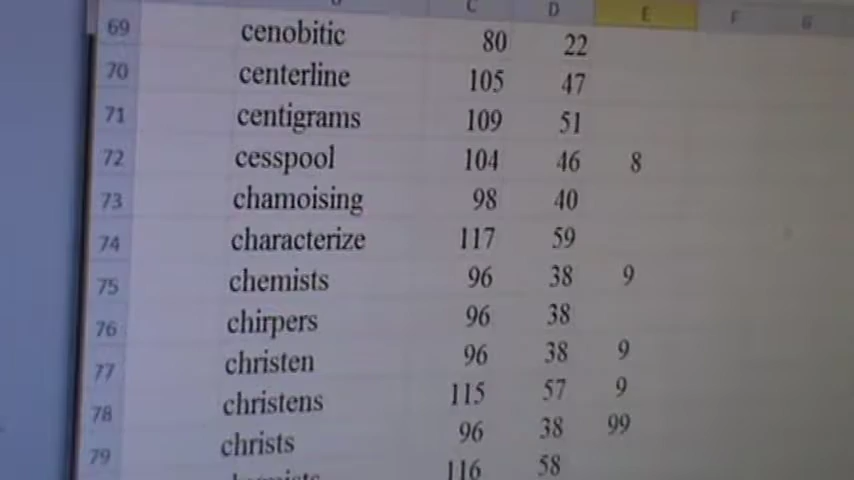 C D E F G
69 cenobitic 80 22
70 centerline 105 47
71 centigrams 109 51
72 cesspool 104 46 8
73 chamoising 98 40
74 characterize 117 59
75 chemists 96 38 9
76 chirpers 96 38
77 christen 96 38 9
78 christens 115 57 9
79 christs 96 38 99
116 58